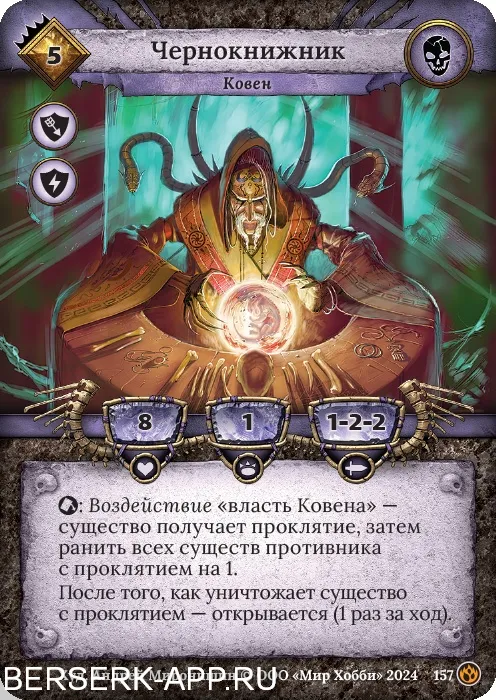 5
Чернокнижник
Ковен
8
1
1-2-2
: Воздействие «власть Ковена» —
существо получает проклятие, затем
ранить всех существ противника
с проклятием на 1.
После того, как уничтожает существо
с проклятием — открывается (1 раз за ход).
ООО «Мир Хобби» 2024 157
BERSERK-APP.RU